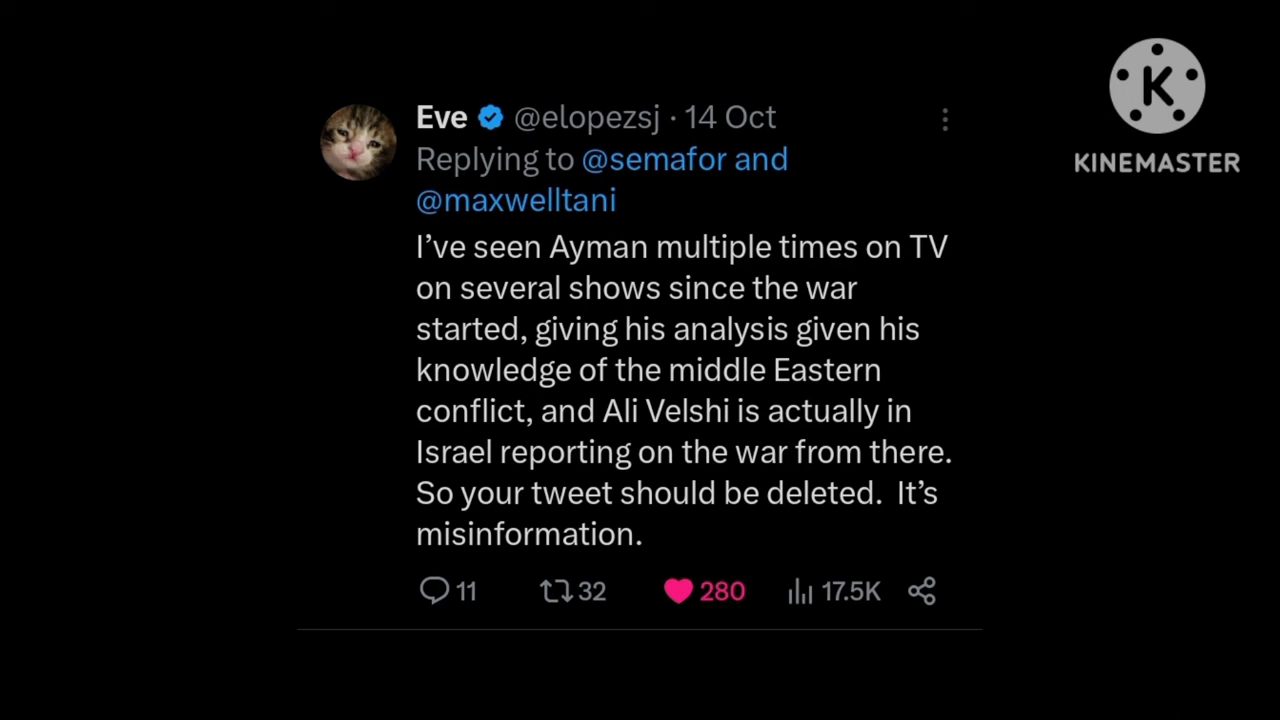 Eve @elopezsj · 14 Oct
Replying to @semafor and
@maxwelltani
I’ve seen Ayman multiple times on TV
on several shows since the war
started, giving his analysis given his
knowledge of the middle Eastern
conflict, and Ali Velshi is actually in
Israel reporting on the war from there.
So your tweet should be deleted.  It’s
misinformation.
11 32 280 17.5K
K
KINEMASTER